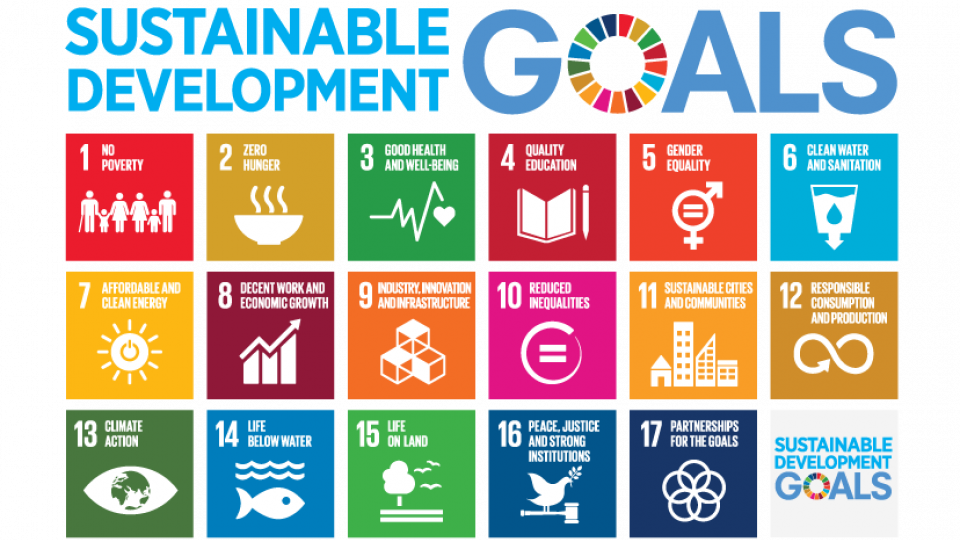 SUSTAINABLE
DEVELOPMENT
GOALS
1 NO
POVERTY
2 ZERO
HUNGER
3 GOOD HEALTH
AND WELL-BEING
4 QUALITY
EDUCATION
5 GENDER
EQUALITY
6 CLEAN WATER
AND SANITATION
7 AFFORDABLE AND
CLEAN ENERGY
8 DECENT WORK AND
ECONOMIC GROWTH
9 INDUSTRY, INNOVATION
AND INFRASTRUCTURE
10 REDUCED
INEQUALITIES
11 SUSTAINABLE CITIES
AND COMMUNITIES
12 RESPONSIBLE
CONSUMPTION
AND PRODUCTION
13 CLIMATE
ACTION
14 LIFE
BELOW WATER
15 LIFE
ON LAND
16 PEACE, JUSTICE
AND STRONG
INSTITUTIONS
17 PARTNERSHIPS
FOR THE GOALS
SUSTAINABLE
DEVELOPMENT
GOALS